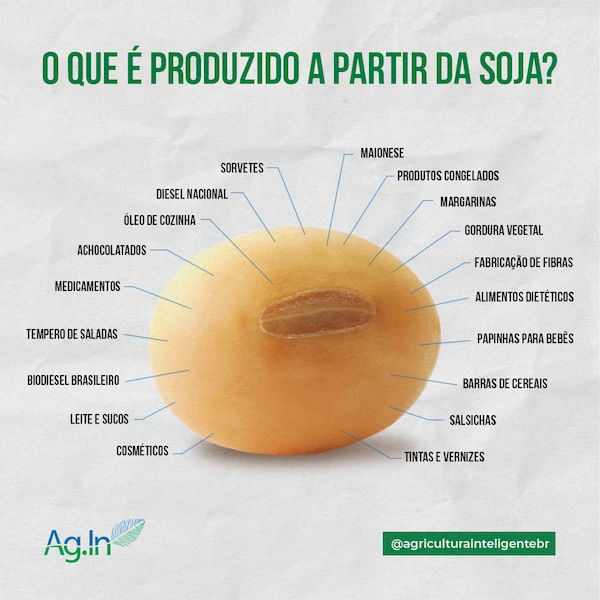 O QUE É PRODUZIDO A PARTIR DA SOJA?
MAIONESE
SORVETES
PRODUTOS CONGELADOS
DIESEL NACIONAL
MARGARINAS
ÓLEO DE COZINHA
GORDURA VEGETAL
ACHOCOLATADOS
FABRICAÇÃO DE FIBRAS
MEDICAMENTOS
ALIMENTOS DIETÉTICOS
TEMPERO DE SALADAS
PAPINHAS PARA BEBÊS
BIODIESEL BRASILEIRO
BARRAS DE CEREAIS
LEITE E SUCOS
SALSICHAS
COSMÉTICOS
TINTAS E VERNIZES
Ag.In
@agriculturainteligentebr